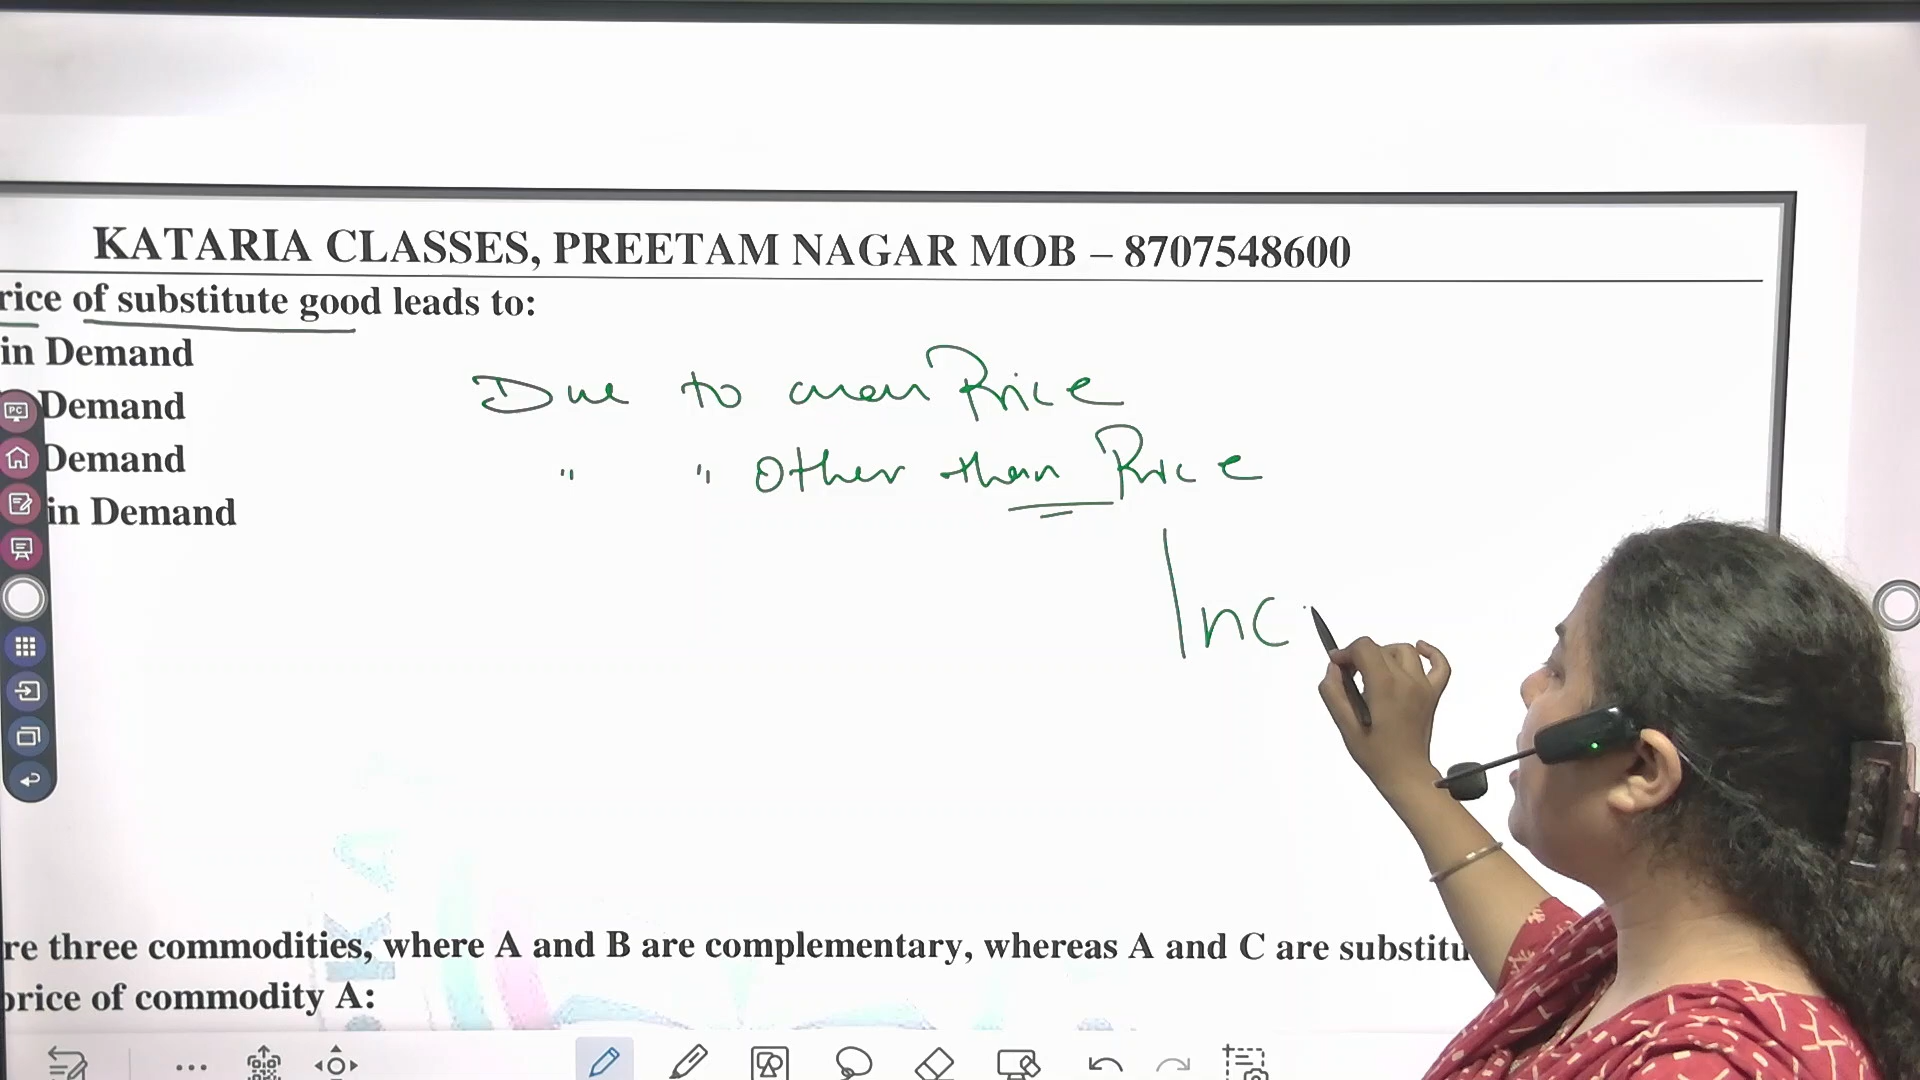 KATARIA CLASSES, PREETAM NAGAR MOB – 8707548600
rice of substitute good leads to:
in Demand
Demand
Demand
in Demand
Due to Price
" " Other than Price
Inc
re three commodities, where A and B are complementary, whereas A and C are substitu
price of commodity A:
PC